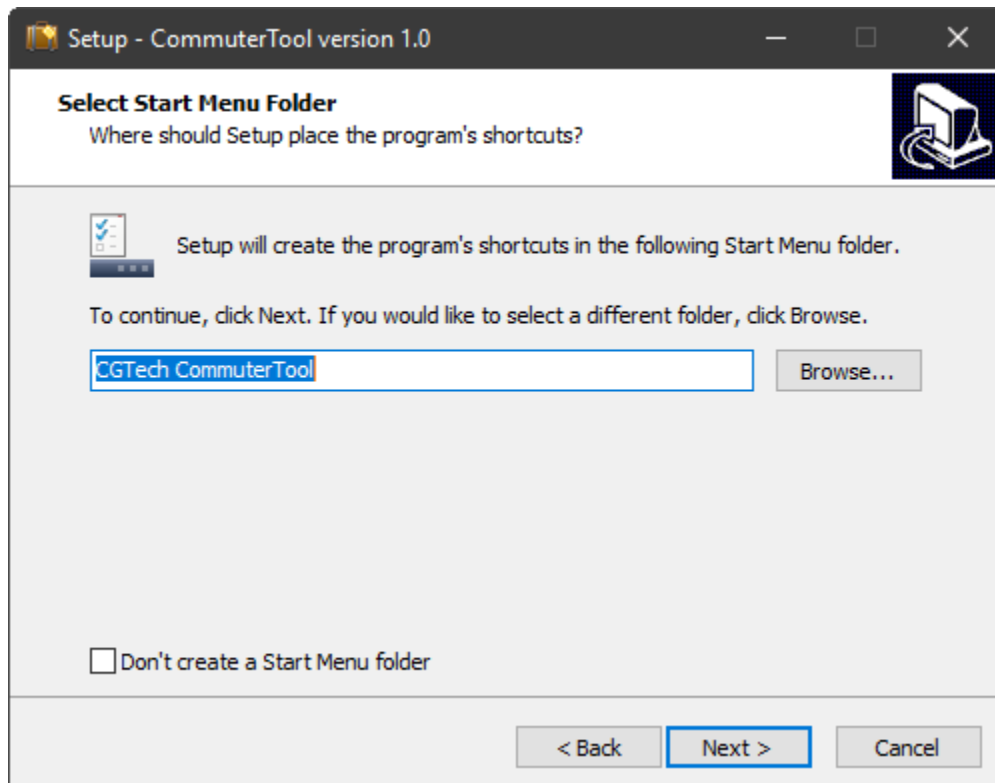 Setup - CommuterTool version 1.0
Select Start Menu Folder
Where should Setup place the program's shortcuts?
Setup will create the program's shortcuts in the following Start Menu folder.
To continue, click Next. If you would like to select a different folder, click Browse.
CGTech CommuterTool
Browse...
Don't create a Start Menu folder
< Back
Next >
Cancel